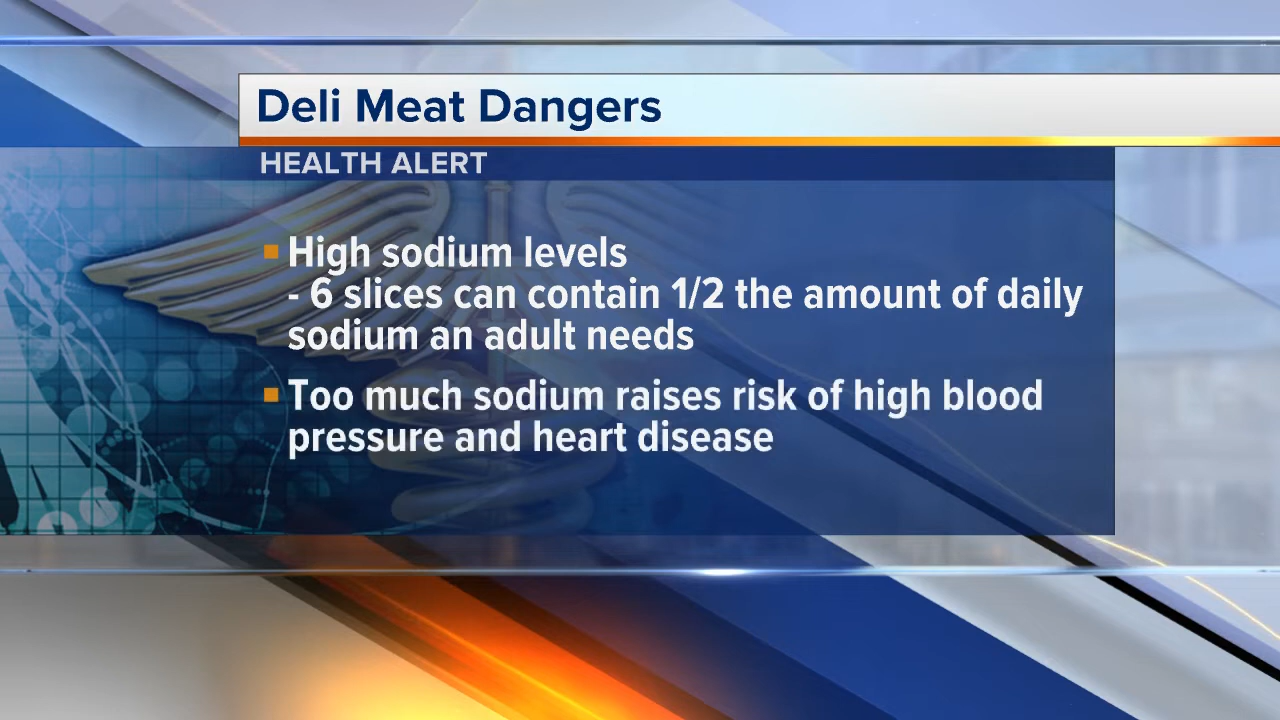 Deli Meat Dangers
HEALTH ALERT
High sodium levels
- 6 slices can contain 1/2 the amount of daily
sodium an adult needs
Too much sodium raises risk of high blood
pressure and heart disease